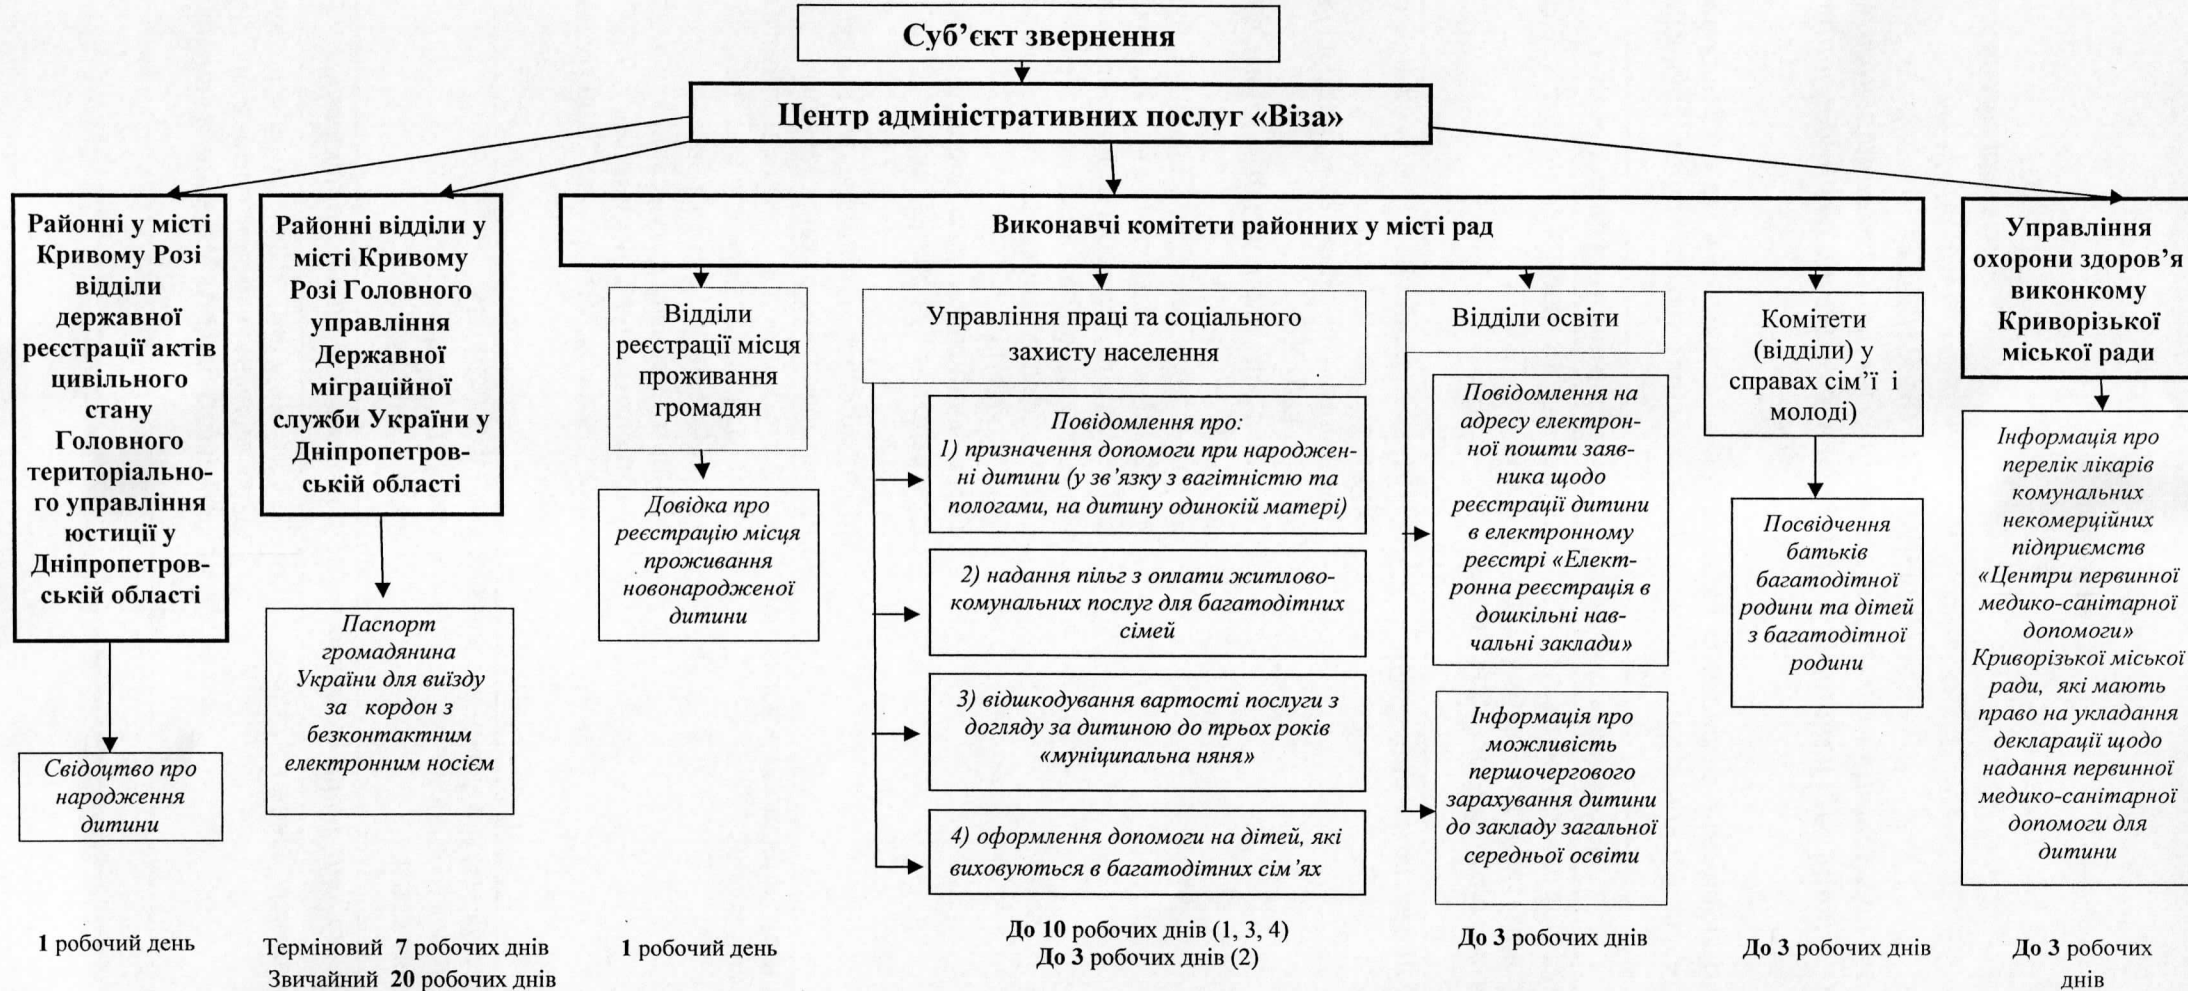 Суб’єкт звернення
Центр адміністративних послуг «Віза»
Районні у місті
Кривому Розі
відділи
державної
реєстрації актів
цивільного
стану
Головного
територіально-
го управління
юстиції у
Дніпропетров-
ській області
Свідоцтво про
народження
дитини
1 робочий день
Районні відділи у
місті Кривому
Розі Головного
управління
Державної
міграційної
служби України у
Дніпропетров-
ській області
Паспорт
громадянина
України для виїзду
за кордон з
безконтактним
електронним носієм
Терміновий 7 робочих днів
Звичайний 20 робочих днів
Виконавчі комітети районних у місті рад
Відділи
реєстрації місця
проживання
громадян
Довідка про
реєстрацію місця
проживання
новонародженої
дитини
1 робочий день
Управління праці та соціального
захисту населення
Повідомлення про:
1) призначення допомоги при народжен-
ні дитини (у зв’язку з вагітністю та
пологами, на дитину одинокій матері)
2) надання пільг з оплати житлово-
комунальних послуг для багатодітних
сімей
3) відшкодування вартості послуги з
догляду за дитиною до трьох років
«муніципальна няня»
4) оформлення допомоги на дітей, які
виховуються в багатодітних сім’ях
До 10 робочих днів (1, 3, 4)
До 3 робочих днів (2)
Відділи освіти
Повідомлення на
адресу електрон-
ної пошти заяв-
ника щодо
реєстрації дитини
в електронному
реєстрі «Елект-
ронна реєстрація в
дошкільні нав-
чальні заклади»
Інформація про
можливість
першочергового
зарахування дитини
до закладу загальної
середньої освіти
До 3 робочих днів
Комітети
(відділи) у
справах сім’ї і
молоді)
Посвідчення
батьків
багатодітної
родини та дітей
з багатодітної
родини
До 3 робочих днів
Управління
охорони здоров’я
виконкому
Криворізької
міської ради
Інформація про
перелік лікарів
комунальних
некомерційних
підприємств
«Центри первинної
медико-санітарної
допомоги»
Криворізької міської
ради, які мають
право на укладання
декларації щодо
надання первинної
медико-санітарної
допомоги для
дитини
До 3 робочих
днів